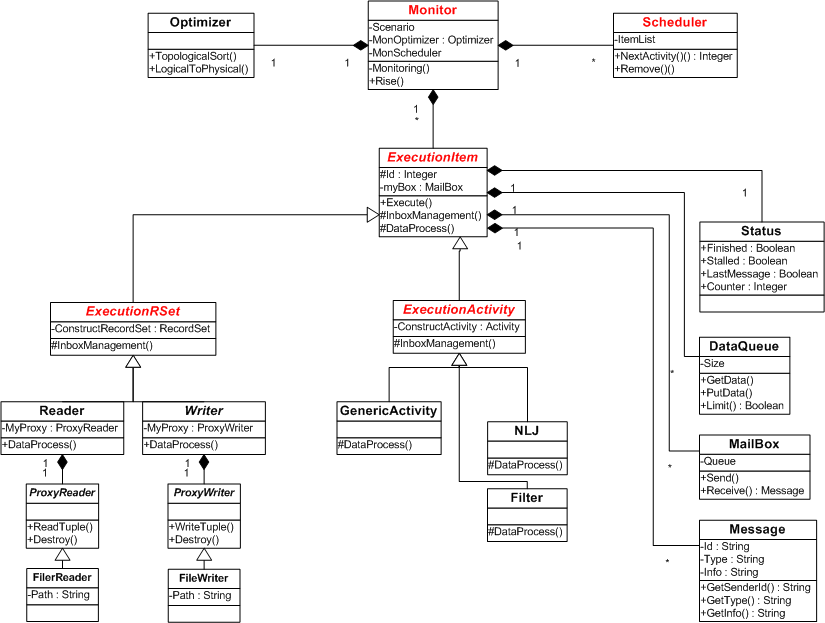 Optimizer
+TopologicalSort()
+LogicalToPhysical()
Monitor
-Scenario
-MonOptimizer : Optimizer
-MonScheduler
-Monitoring()
+Rise()
Scheduler
-ItemList
+NextActivity()() : Integer
+Remove()()
1
1
1
*
1
*
ExecutionItem
#Id : Integer
-myBox : MailBox
+Execute()
#InboxManagement()
#DataProcess()
1
1
1
1
1
Status
+Finished : Boolean
+Stalled : Boolean
+LastMessage : Boolean
+Counter : Integer
ExecutionRSet
-ConstructRecordSet : RecordSet
#InboxManagement()
ExecutionActivity
-ConstructActivity : Activity
#InboxManagement()
DataQueue
-Size
+GetData()
+PutData()
+Limit() : Boolean
*
Reader
-MyProxy : ProxyReader
+DataProcess()
Writer
-MyProxy : ProxyWriter
+DataProcess()
GenericActivity
#DataProcess()
NLJ
#DataProcess()
MailBox
-Queue
+Send()
+Receive() : Message
*
1
1
1
1
ProxyReader
+ReadTuple()
+Destroy()
ProxyWriter
+WriteTuple()
+Destroy()
Filter
#DataProcess()
Message
-Id : String
-Type : String
-Info : String
+GetSenderId() : String
+GetType() : String
+GetInfo() : String
*
FilerReader
-Path : String
FileWriter
-Path : String